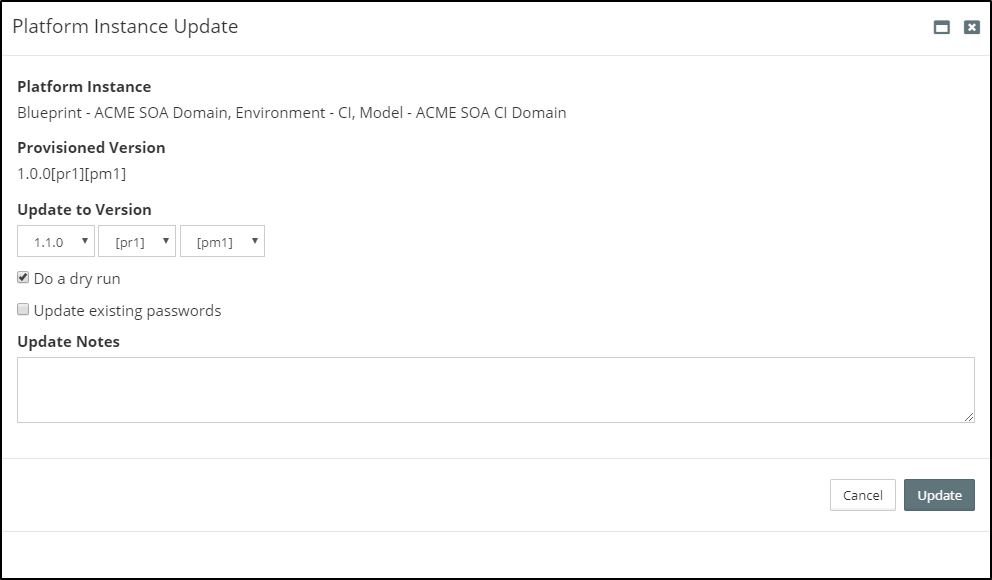 Platform Instance Update
Platform Instance
Blueprint - ACME SOA Domain, Environment - CI, Model - ACME SOA CI Domain
Provisioned Version
1.0.0[pr1][pm1]
Update to Version
1.1.0 [pr1] [pm1]
Do a dry run
Update existing passwords
Update Notes
Cancel Update